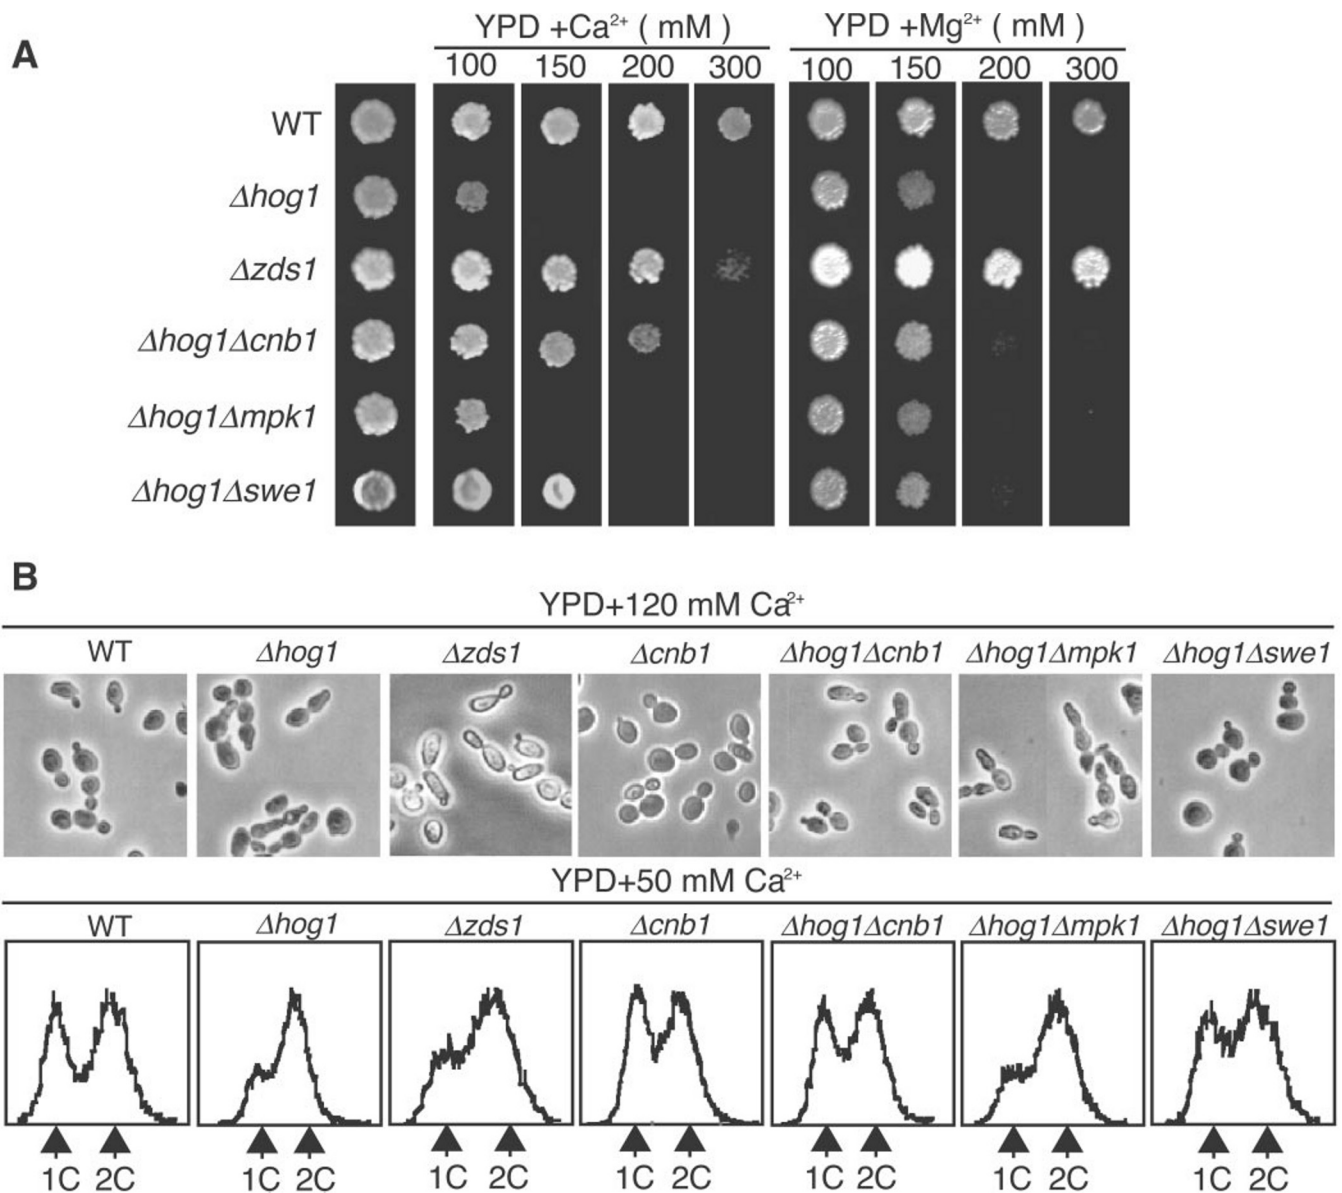 A
YPD +Ca²⁺ ( mM )
YPD +Mg²⁺ ( mM )
100 150 200 300 100 150 200 300
WT
Δhog1
Δzds1
Δhog1Δcnb1
Δhog1Δmpk1
Δhog1Δswe1
B
YPD+120 mM Ca²⁺
WT Δhog1 Δzds1 Δcnb1 Δhog1Δcnb1 Δhog1Δmpk1 Δhog1Δswe1
YPD+50 mM Ca²⁺
WT Δhog1 Δzds1 Δcnb1 Δhog1Δcnb1 Δhog1Δmpk1 Δhog1Δswe1
1C 2C 1C 2C 1C 2C 1C 2C 1C 2C 1C 2C 1C 2C